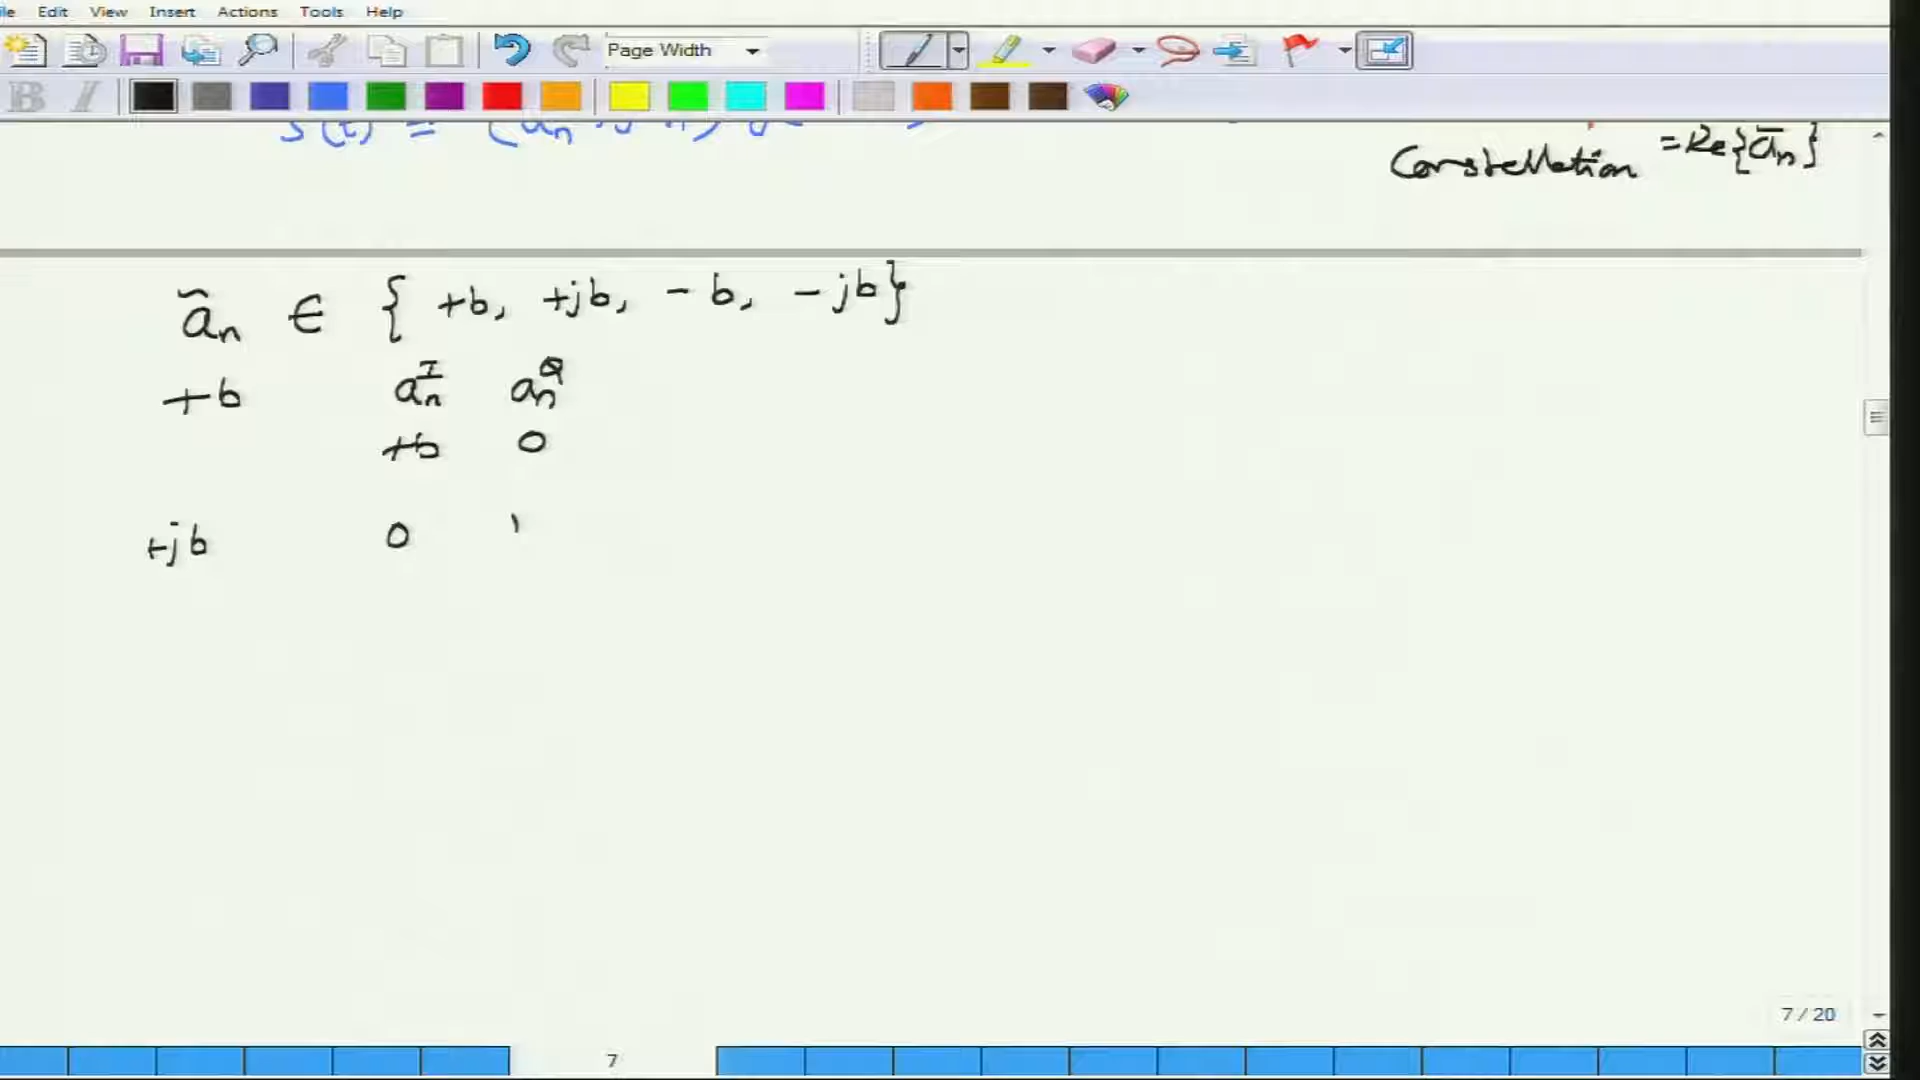 ile Edit View Insert Actions Tools Help
Page Width
B I
= Re{ãₙ}
Constellation
ãₙ ∈ { +b, +jb, -b, -jb}
+b aₙᴵ aₙQ
+b 0
+jb 0
7 / 20
7